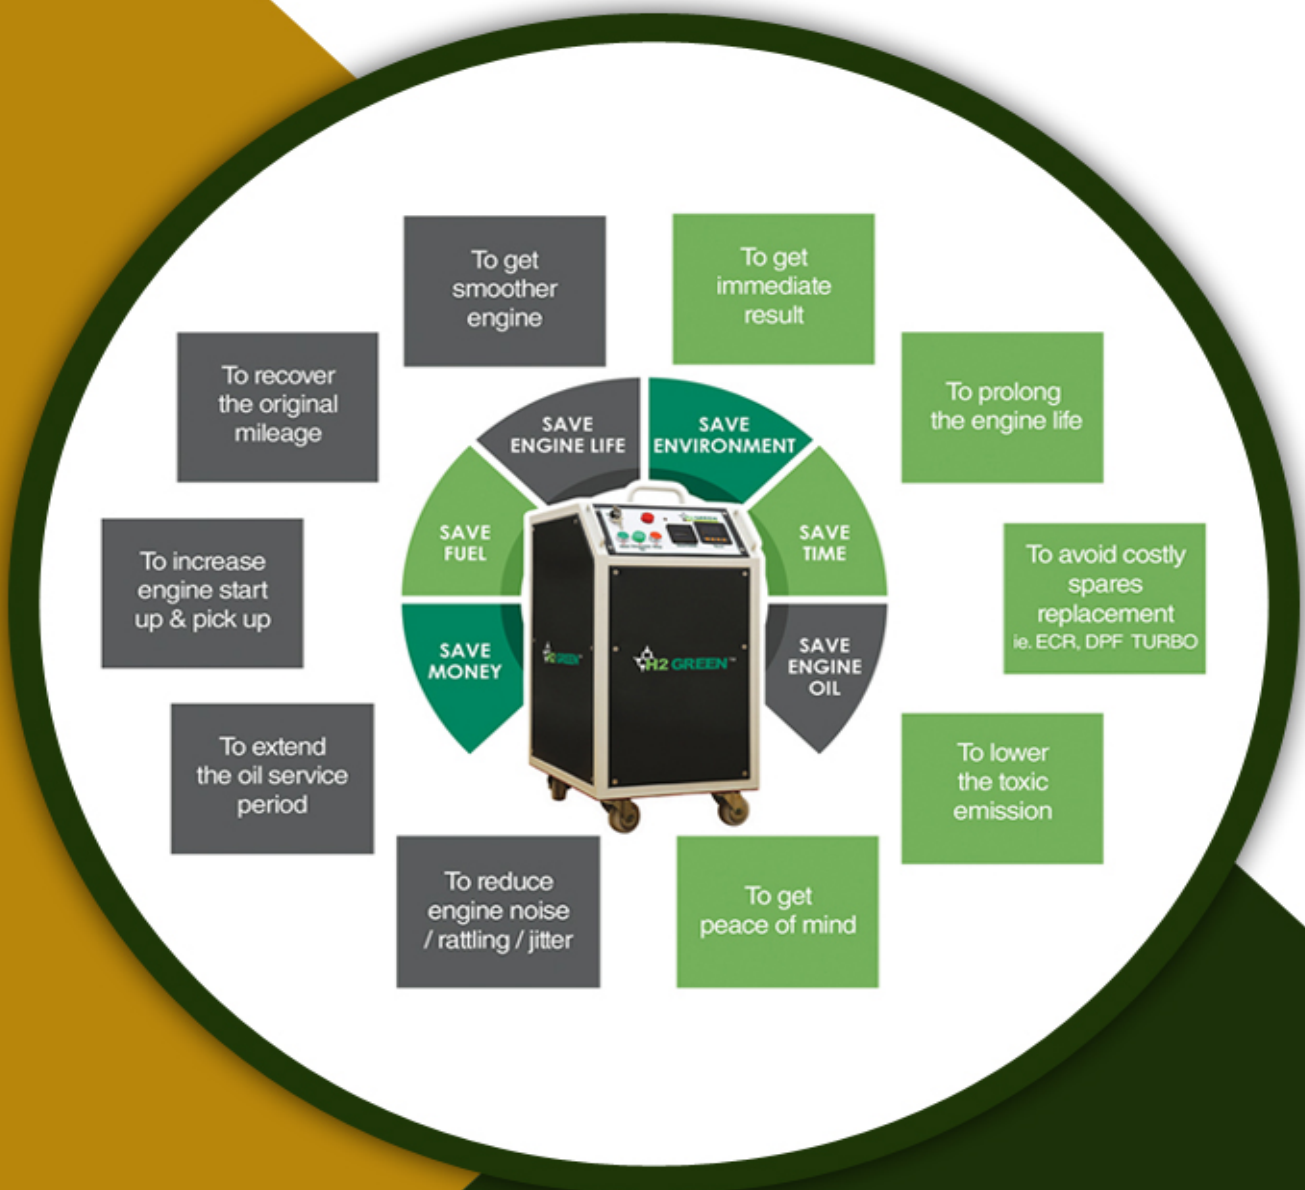 To get
smoother
engine
To get
immediate
result
To recover
the original
mileage
To prolong
the engine life
SAVE
ENGINE LIFE
SAVE
ENVIRONMENT
SAVE
FUEL
SAVE
TIME
To increase
engine start
up & pick up
To avoid costly
spares
replacement
ie. ECR, DPF TURBO
SAVE
MONEY
SAVE
ENGINE
OIL
H2 GREEN
H2 GREEN™
To extend
the oil service
period
To lower
the toxic
emission
To reduce
engine noise
/ rattling / jitter
To get
peace of mind